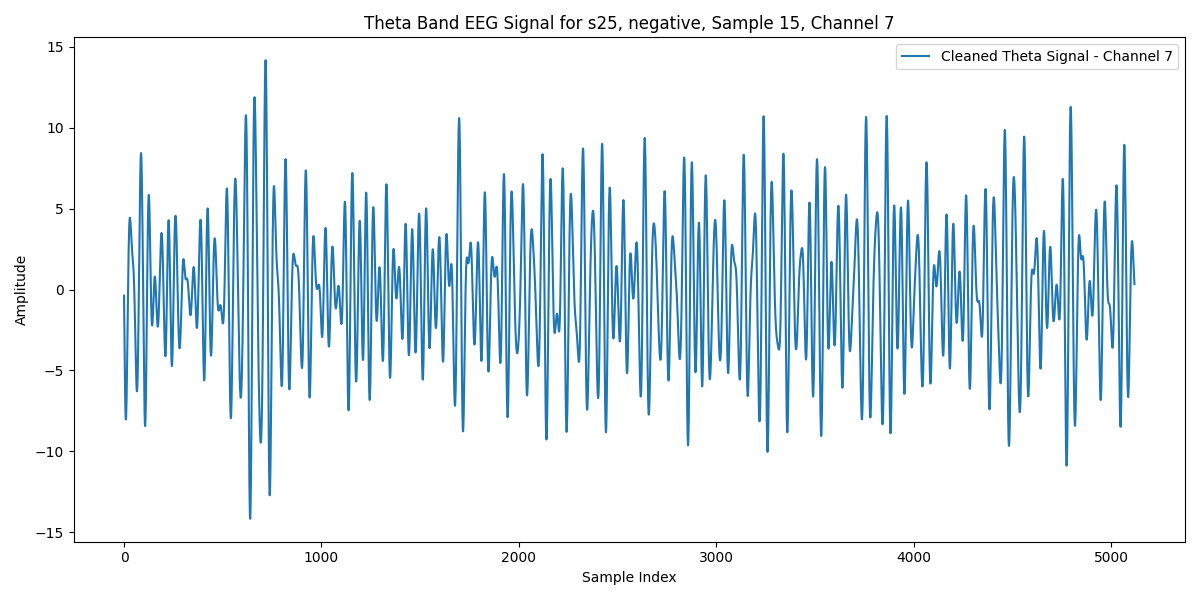 Theta Band EEG Signal for s25, negative, Sample 15, Channel 7
Cleaned Theta Signal - Channel 7
15
10
5
0
−5
−10
−15
Amplitude
0 1000 2000 3000 4000 5000
Sample Index